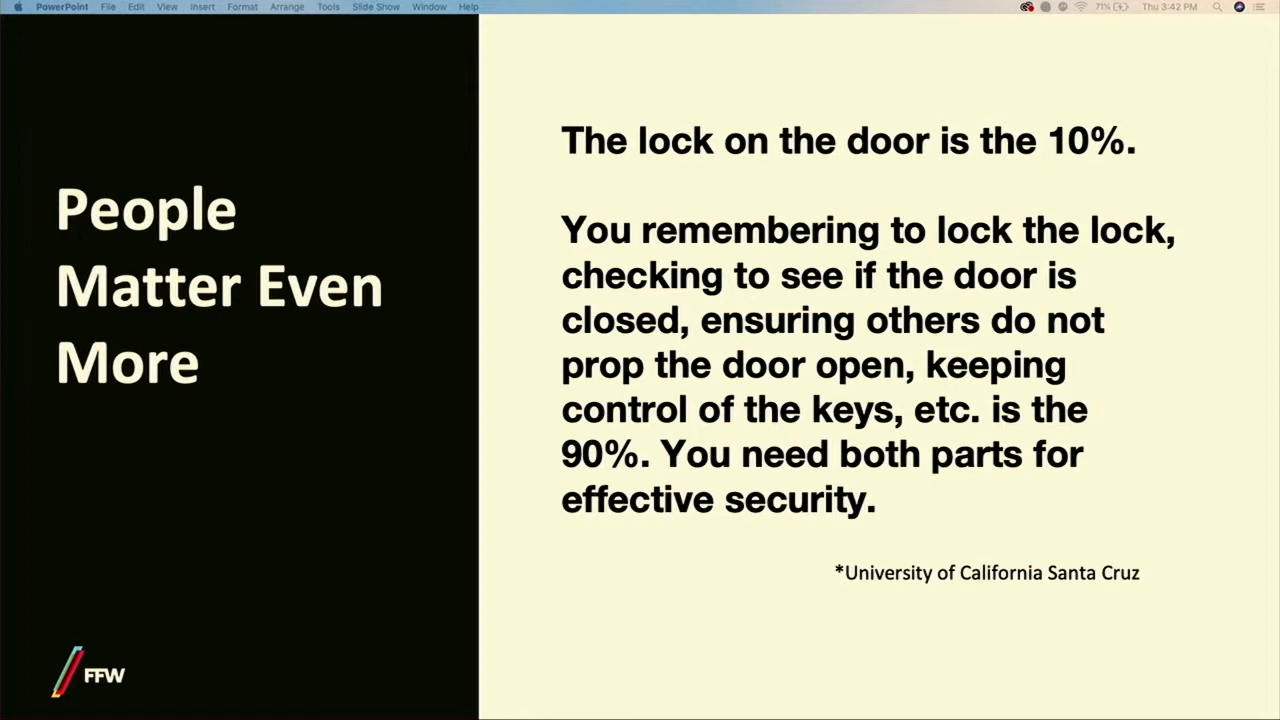 PowerPoint File Edit View Insert Format Arrange Tools Slide Show Window Help 71% Thu 3:42 PM
People
Matter Even
More
The lock on the door is the 10%.
You remembering to lock the lock,
checking to see if the door is
closed, ensuring others do not
prop the door open, keeping
control of the keys, etc. is the
90%. You need both parts for
effective security.
*University of California Santa Cruz
FFW